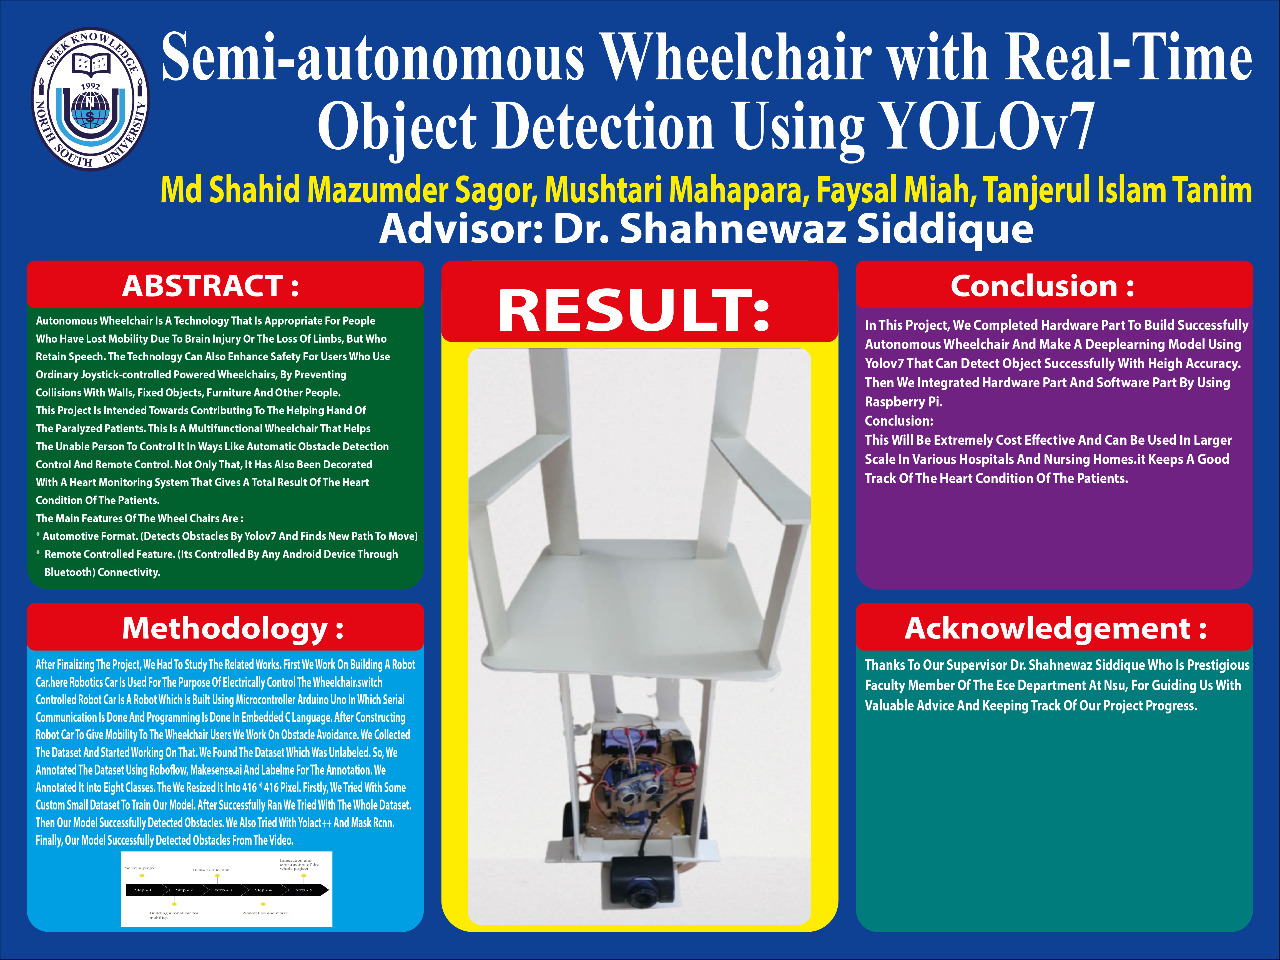 SEEK KNOWLEDGE
1992
NORTH SOUTH UNIVERSITY
Semi-autonomous Wheelchair with Real-Time
Object Detection Using YOLOv7
Md Shahid Mazumder Sagor, Mushtari Mahapara, Faysal Miah, Tanjerul Islam Tanim
Advisor: Dr. Shahnewaz Siddique
ABSTRACT :
Autonomous Wheelchair Is A Technology That Is Appropriate For People
Who Have Lost Mobility Due To Brain Injury Or The Loss Of Limbs, But Who
Retain Speech. The Technology Can Also Enhance Safety For Users Who Use
Ordinary Joystick-controlled Powered Wheelchairs, By Preventing
Collisions With Walls, Fixed Objects, Furniture And Other People.
This Project Is Intended Towards Contributing To The Helping Hand Of
The Paralyzed Patients. This Is A Multifunctional Wheelchair That Helps
The Unable Person To Control It In Ways Like Automatic Obstacle Detection
Control And Remote Control. Not Only That, It Has Also Been Decorated
With A Heart Monitoring System That Gives A Total Result Of The Heart
Condition Of The Patients.
The Main Features Of The Wheel Chairs Are :
* Automotive Format. (Detects Obstacles By Yolov7 And Finds New Path To Move)
* Remote Controlled Feature. (Its Controlled By Any Android Device Through
Bluetooth) Connectivity.
Methodology :
After Finalizing The Project, We Had To Study The Related Works. First We Work On Building A Robot
Car.here Robotics Car Is Used For The Purpose Of Electrically Control The Wheelchair.switch
Controlled Robot Car Is A Robot Which Is Built Using Microcontroller Arduino Uno In Which Serial
Communication Is Done And Programming Is Done In Embedded C Language. After Constructing
Robot Car To Give Mobility To The Wheelchair Users We Work On Obstacle Avoidance. We Collected
The Dataset And Started Working On That. We Found The Dataset Which Was Unlabeled. So, We
Annotated The Dataset Using Roboflow, Makesense.ai And Labelme For The Annotation. We
Annotated It Into Eight Classes. The We Resized It Into 416 * 416 Pixel. Firstly, We Tried With Some
Custom Small Dataset To Train Our Model. After Successfully Ran We Tried With The Whole Dataset.
Then Our Model Successfully Detected Obstacles. We Also Tried With Yolact++ And Mask Rcnn.
Finally, Our Model Successfully Detected Obstacles From The Video.
RESULT:
Conclusion :
In This Project, We Completed Hardware Part To Build Successfully
Autonomous Wheelchair And Make A Deeplearning Model Using
Yolov7 That Can Detect Object Successfully With Heigh Accuracy.
Then We Integrated Hardware Part And Software Part By Using
Raspberry Pi.
Conclusion:
This Will Be Extremely Cost Effective And Can Be Used In Larger
Scale In Various Hospitals And Nursing Homes.it Keeps A Good
Track Of The Heart Condition Of The Patients.
Acknowledgement :
Thanks To Our Supervisor Dr. Shahnewaz Siddique Who Is Prestigious
Faculty Member Of The Ece Department At Nsu, For Guiding Us With
Valuable Advice And Keeping Track Of Our Project Progress.